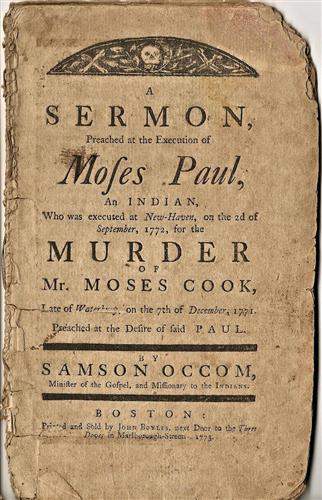 A
SERMON,
Preached at the Execution of
Moſes Paul,
An INDIAN,
Who was executed at New-Haven, on the 2d of
September, 1772, for the
MURDER
OF
Mr. MOSES COOK,
Late of Waterbury, on the 7th of December, 1771.
Preached at the Deſire of ſaid PAUL.
BY
SAMSON OCCOM,
Miniſter of the Goſpel, and Miſſionary to the INDIANS.
BOSTON:
Printed and Sold by JOHN BOYLES, next Door to the Three
Doves in Marlborough-Street. 1773.